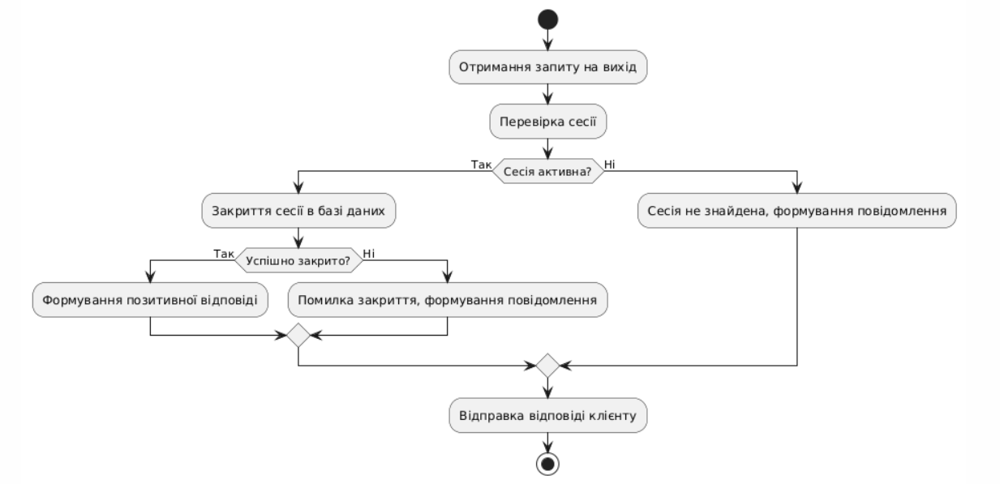 Отримання запиту на вихід
Перевірка сесії
Так
Сесія активна?
Ні
Закриття сесії в базі даних
Сесія не знайдена, формування повідомлення
Так
Успішно закрито?
Ні
Формування позитивної відповіді
Помилка закриття, формування повідомлення
Відправка відповіді клієнту